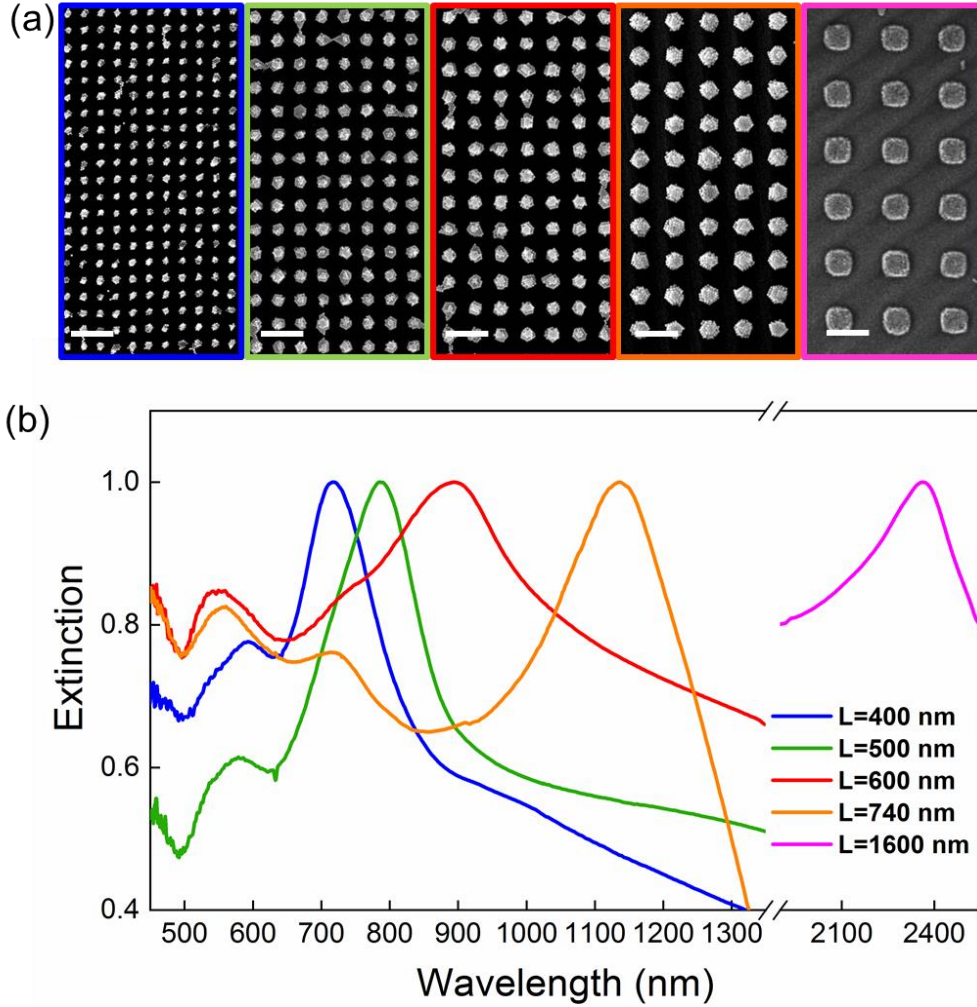 (a)
(b)
Extinction
1.0
0.8
0.6
0.4
L=400 nm
L=500 nm
L=600 nm
L=740 nm
L=1600 nm
500 600 700 800 900 1000 1100 1200 1300 2100 2400
Wavelength (nm)